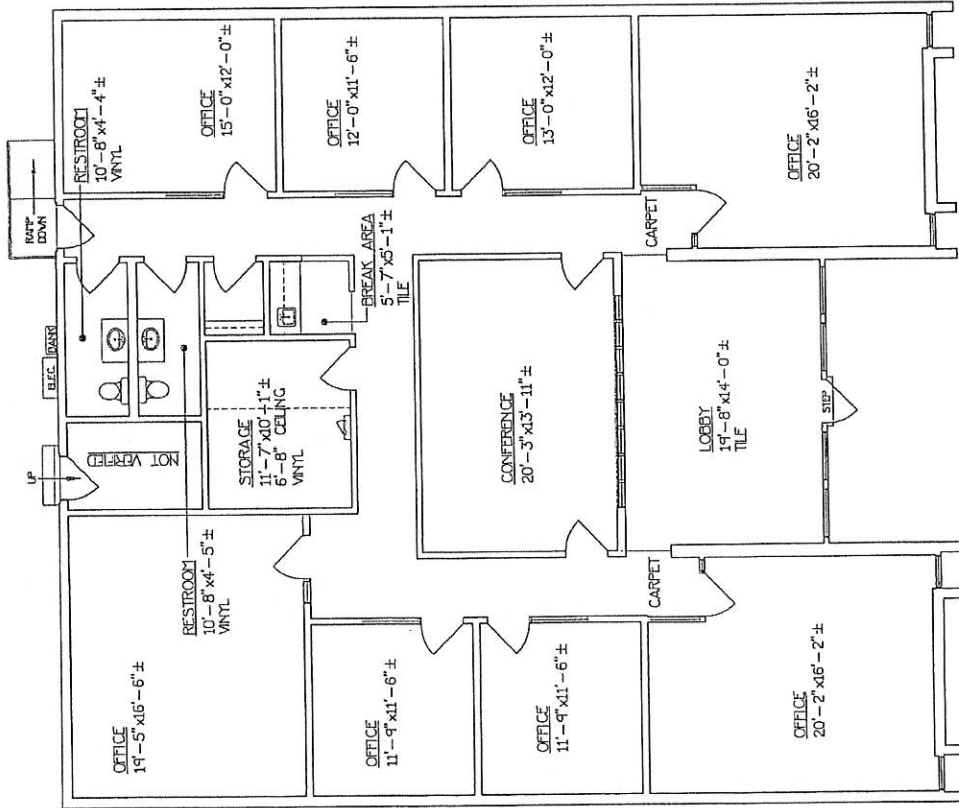 RAMP
DOWN
RESTROOM
10'-8"x4'-4"±
VINYL
OFFICE
15'-0"x12'-0"±
OFFICE
12'-0"x11'-6"±
OFFICE
13'-0"x12'-0"±
OFFICE
20'-2"x16'-2"±
CARPET
BREAK AREA
5'-7"x5'-1"±
TILE
ELEC.
BANK
UP
NOT VERIFIED
STORAGE
11'-7"x10'-1"±
6'-8" CEILING
VINYL
CONFERENCE
20'-3"x13'-11"±
LOBBY
19'-8"x14'-0"±
TILE
STEP
RESTROOM
10'-8"x4'-5"±
VINYL
CARPET
OFFICE
19'-5"x16'-6"±
OFFICE
11'-9"x11'-6"±
OFFICE
11'-9"x11'-6"±
OFFICE
20'-2"x16'-2"±